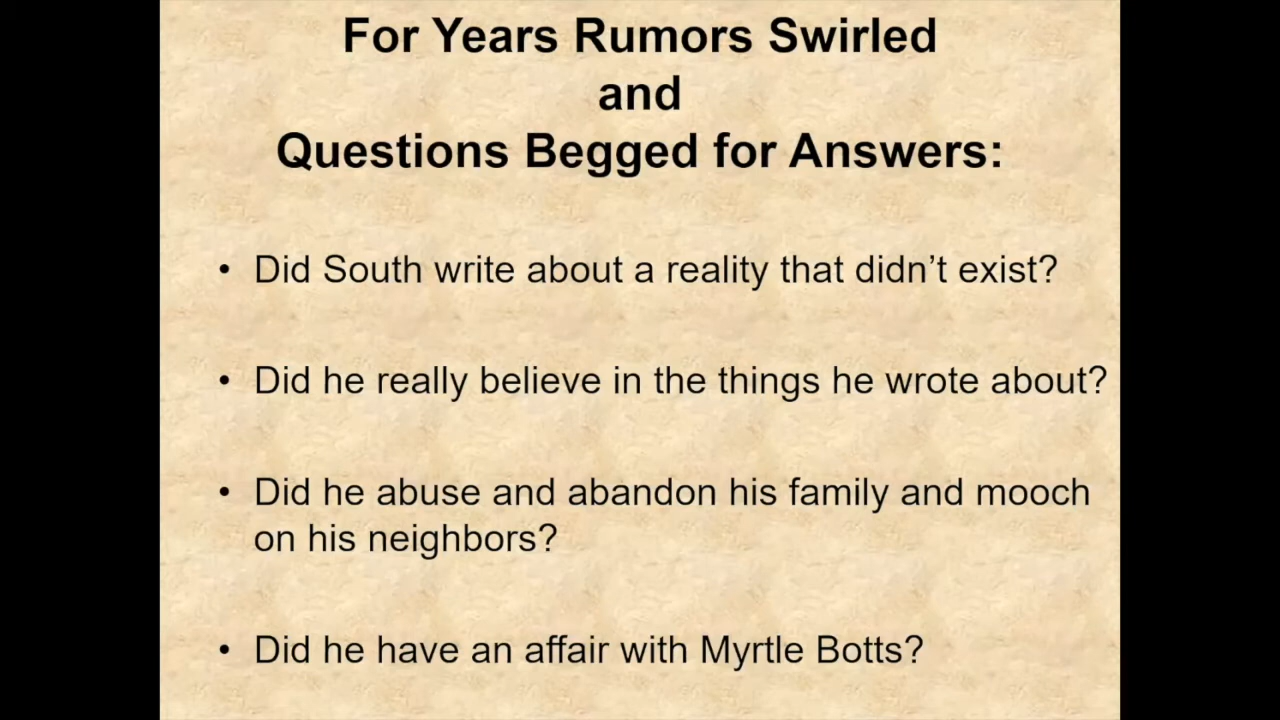 For Years Rumors Swirled
and
Questions Begged for Answers:
• Did South write about a reality that didn’t exist?
• Did he really believe in the things he wrote about?
• Did he abuse and abandon his family and mooch
on his neighbors?
• Did he have an affair with Myrtle Botts?